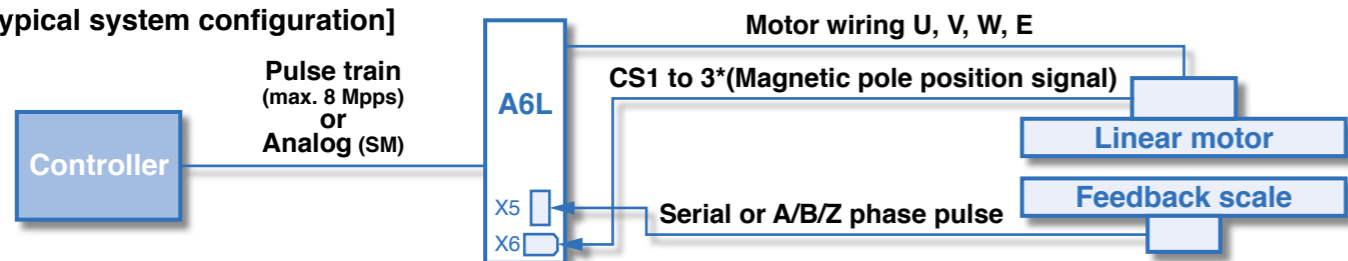 ypical system configuration]
Motor wiring U, V, W, E
Pulse train
(max. 8 Mpps)
or
Analog (SM)
CS1 to 3*(Magnetic pole position signal)
A6L
Controller
Linear motor
Feedback scale
X5
Serial or A/B/Z phase pulse
X6